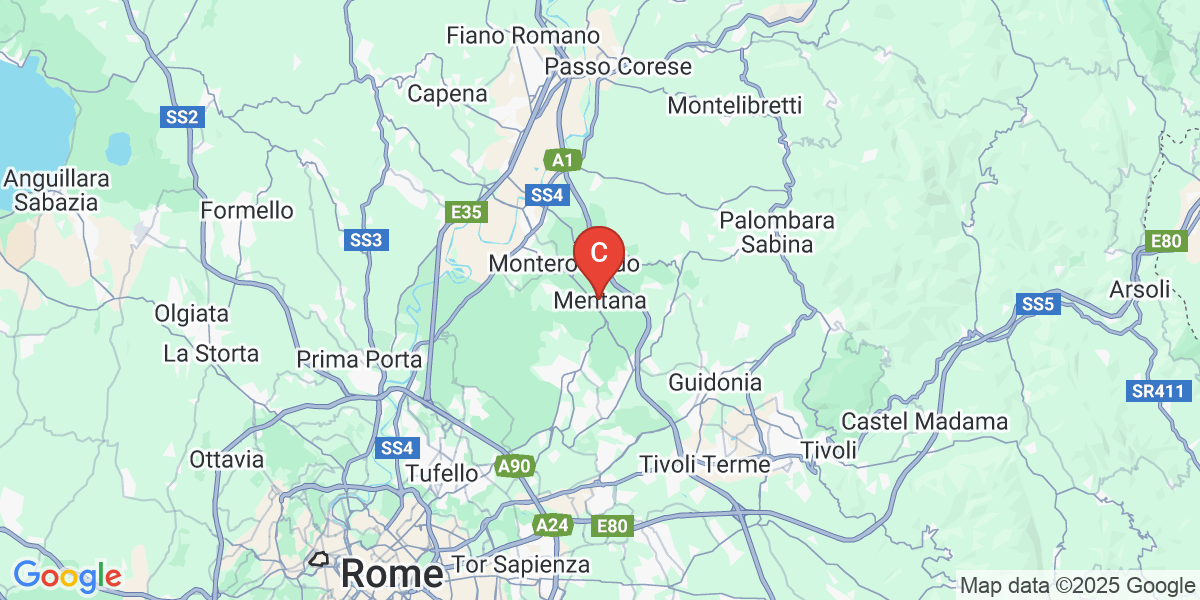 Fiano Romano
Passo Corese
Capena
Montelibretti
SS2
A1
Anguillara
Sabazia
SS4
Formello
E35
Palombara
Sabina
SS3
E80
C
Mentana
Arsoli
SS5
Olgiata
La Storta
Prima Porta
Guidonia
SR411
Castel Madama
SS4
Ottavia
Tufello
A90
Tivoli Terme
Tivoli
A24
E80
Tor Sapienza
Rome
Google
Map data ©2025 Google